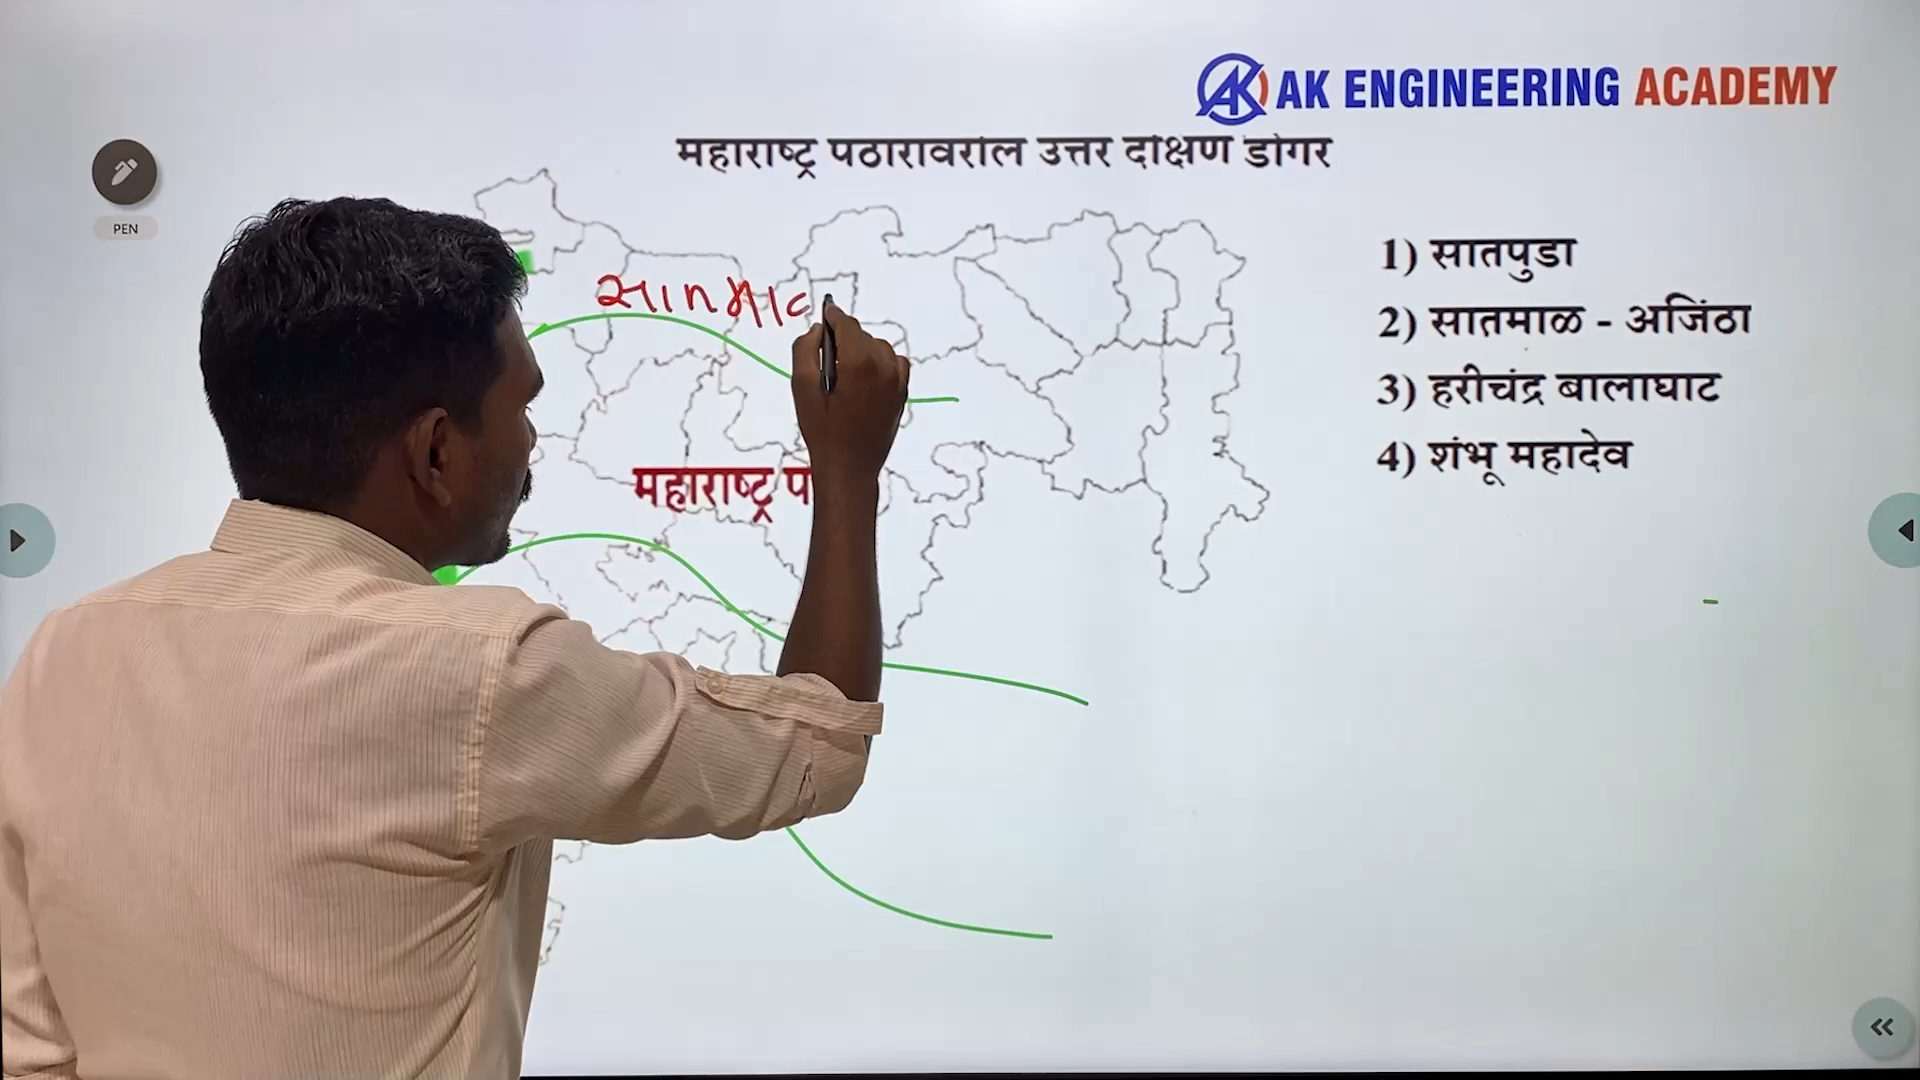 AK ENGINEERING ACADEMY
महाराष्ट्र पठारावरील उत्तर दक्षिण डोंगर
PEN
1) सातपुडा
2) सातमाळ - अजिंठा
3) हरीचंद्र बालाघाट
4) शंभू महादेव
महाराष्ट्र